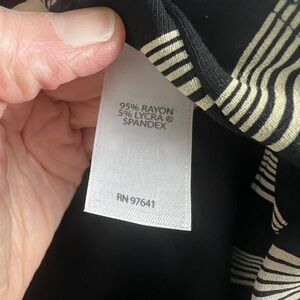 95% RAYON
5% LYCRA ®
SPANDEX
RN 97641